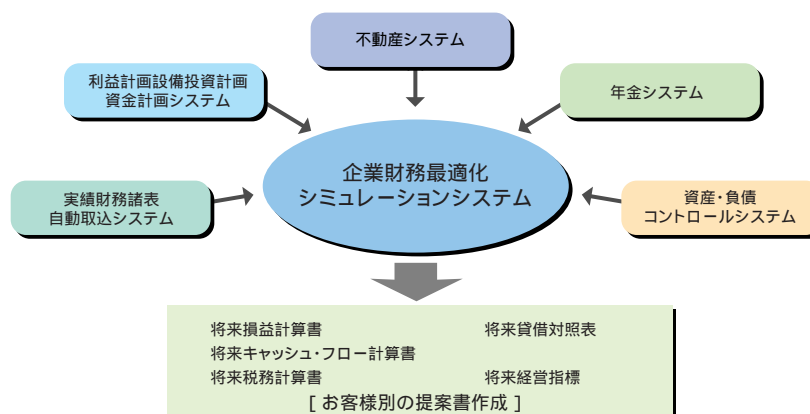 不動産システム
利益計画設備投資計画
資金計画システム
年金システム
企業財務最適化
シミュレーションシステム
実績財務諸表
自動取込システム
資産・負債
コントロールシステム
将来損益計算書 将来貸借対照表
将来キャッシュ・フロー計算書
将来税務計算書 将来経営指標
[ お客様別の提案書作成 ]